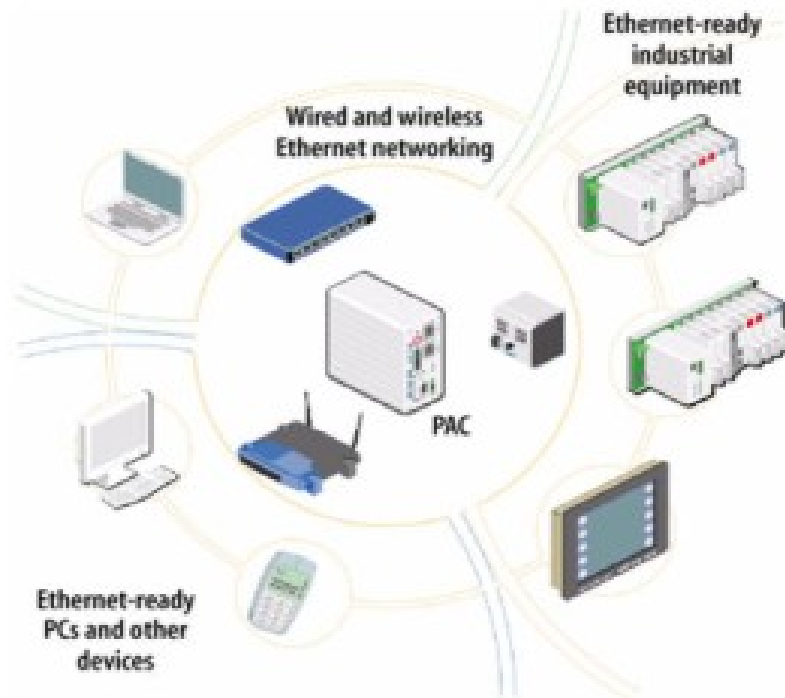 Ethernet-ready
industrial
equipment
Wired and wireless
Ethernet networking
PAC
Ethernet-ready
PCs and other
devices